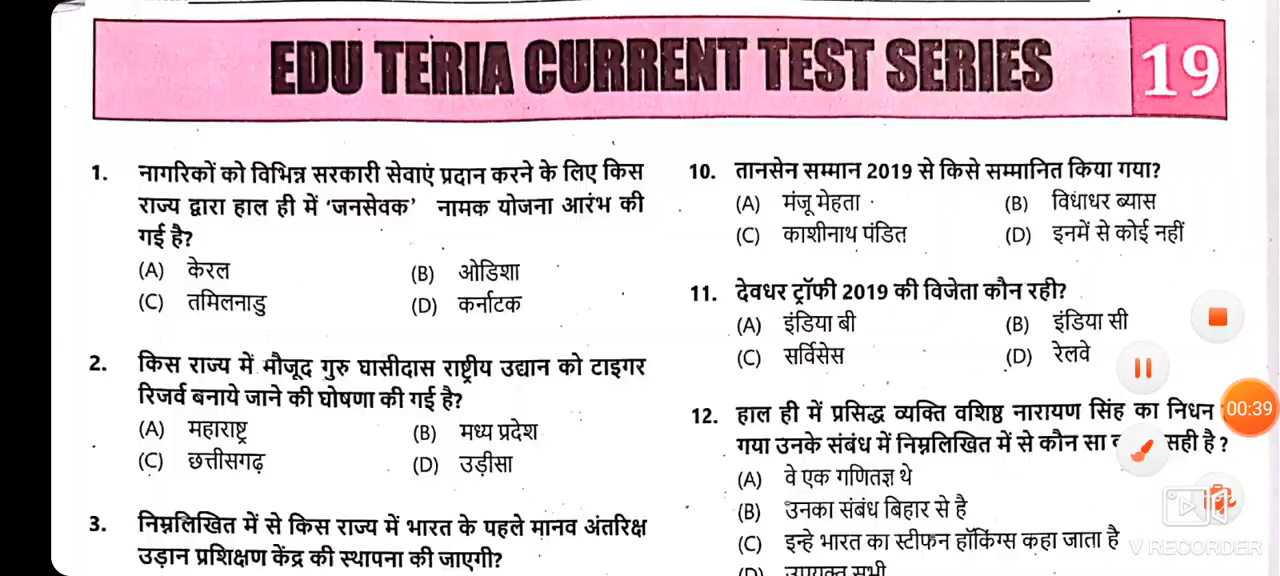 EDU TERIA CURRENT TEST SERIES 19
1. नागरिकों को विभिन्न सरकारी सेवाएं प्रदान करने के लिए किस
राज्य द्वारा हाल ही में 'जनसेवक' नामक योजना आरंभ की
गई है?
(A) केरल (B) ओडिशा
(C) तमिलनाडु (D) कर्नाटक
2. किस राज्य में मौजूद गुरु घासीदास राष्ट्रीय उद्यान को टाइगर
रिजर्व बनाये जाने की घोषणा की गई है?
(A) महाराष्ट्र (B) मध्य प्रदेश
(C) छत्तीसगढ़ (D) उड़ीसा
3. निम्नलिखित में से किस राज्य में भारत के पहले मानव अंतरिक्ष
उड़ान प्रशिक्षण केंद्र की स्थापना की जाएगी?
10. तानसेन सम्मान 2019 से किसे सम्मानित किया गया?
(A) मंजू मेहता (B) विधाधर ब्यास
(C) काशीनाथ पंडित (D) इनमें से कोई नहीं
11. देवधर ट्रॉफी 2019 की विजेता कौन रही?
(A) इंडिया बी (B) इंडिया सी
(C) सर्विसेस (D) रेलवे
12. हाल ही में प्रसिद्ध व्यक्ति वशिष्ठ नारायण सिंह का निधन
गया उनके संबंध में निम्नलिखित में से कौन सा सही है?
(A) वे एक गणितज्ञ थे
(B) उनका संबंध बिहार से है
(C) इन्हे भारत का स्टीफन हॉकिंग्स कहा जाता है
00:39
V RECORDER